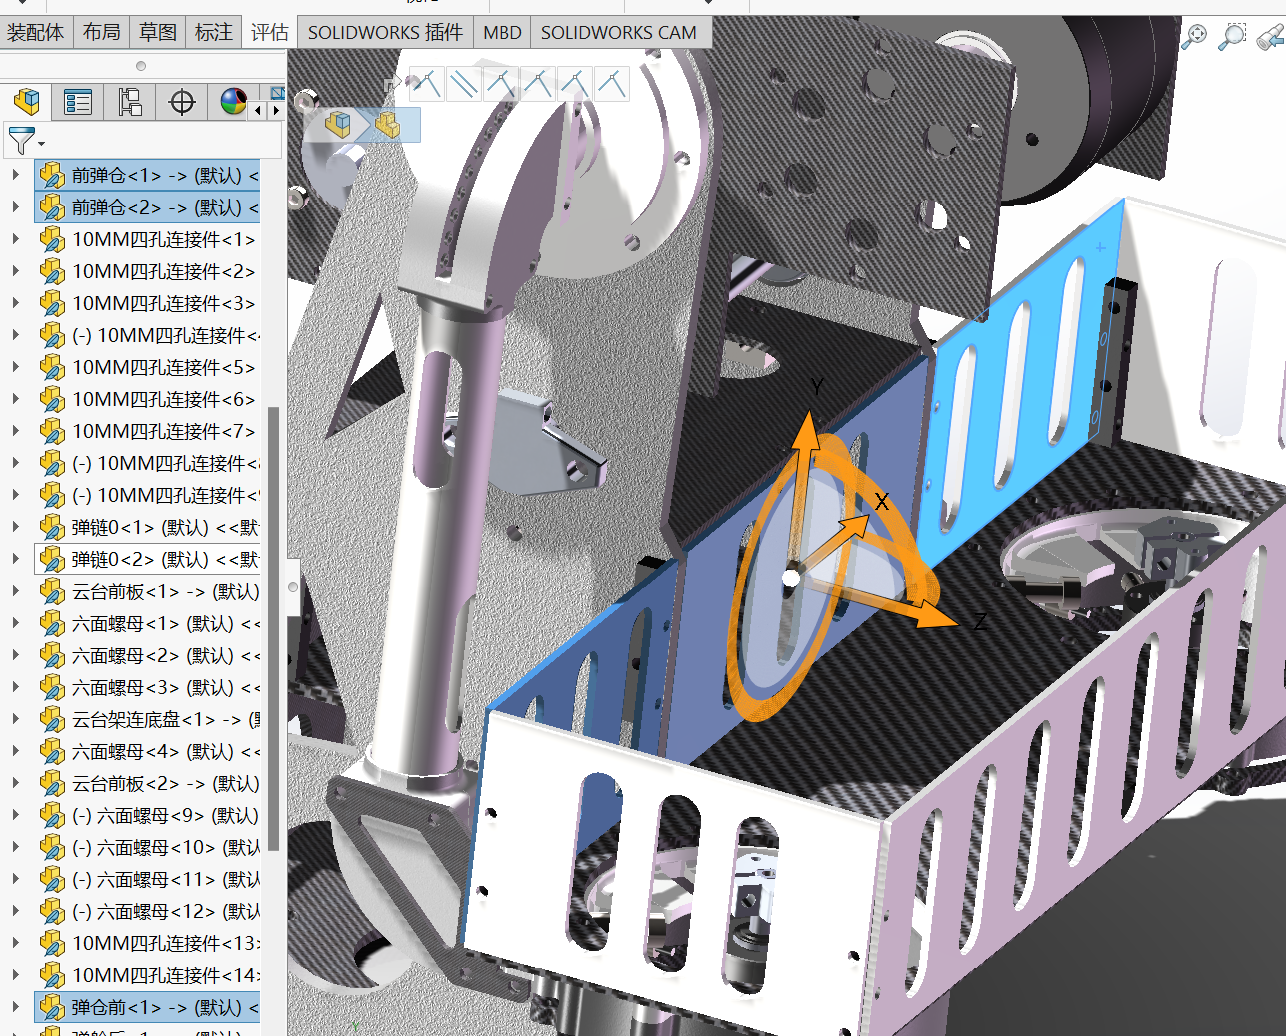 装配体 布局 草图 标注 评估 SOLIDWORKS 插件 MBD SOLIDWORKS CAM
前弹仓<1> -> (默认) <
前弹仓<2> -> (默认) <
10MM四孔连接件<1>
10MM四孔连接件<2>
10MM四孔连接件<3>
(-) 10MM四孔连接件<4
10MM四孔连接件<5>
10MM四孔连接件<6>
10MM四孔连接件<7>
(-) 10MM四孔连接件<8
(-) 10MM四孔连接件<9
弹链0<1> (默认) <<默
弹链0<2> (默认) <<默
云台前板<1> -> (默认)
六面螺母<1> (默认) <<
六面螺母<2> (默认) <<
六面螺母<3> (默认) <<
云台架连底盘<1> -> (默
六面螺母<4> (默认) <<
云台前板<2> -> (默认)
(-) 六面螺母<9> (默认)
(-) 六面螺母<10> (默认
(-) 六面螺母<11> (默认
(-) 六面螺母<12> (默认
10MM四孔连接件<13>
10MM四孔连接件<14>
弹仓前<1> -> (默认) <
Y
X
Z